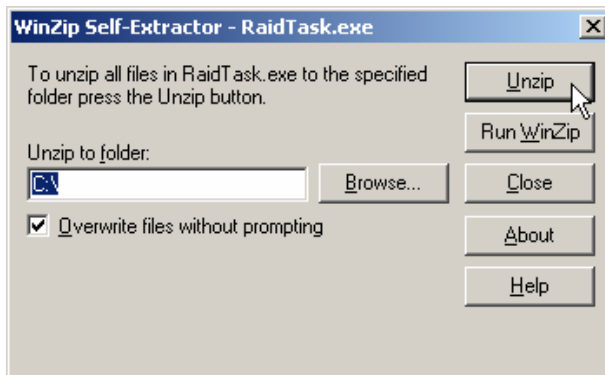 WinZip Self-Extractor - RaidTask.exe
To unzip all files in RaidTask.exe to the specified
folder press the Unzip button.
Unzip to folder:
C:\
Browse...
Overwrite files without prompting
Unzip
Run WinZip
Close
About
Help